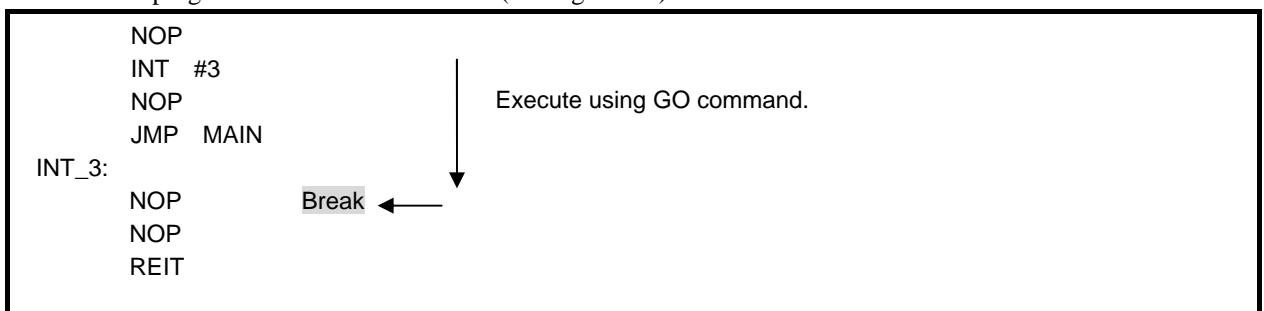 NOP
INT #3
NOP Execute using GO command.
JMP MAIN
INT_3:
NOP Break
NOP
REIT